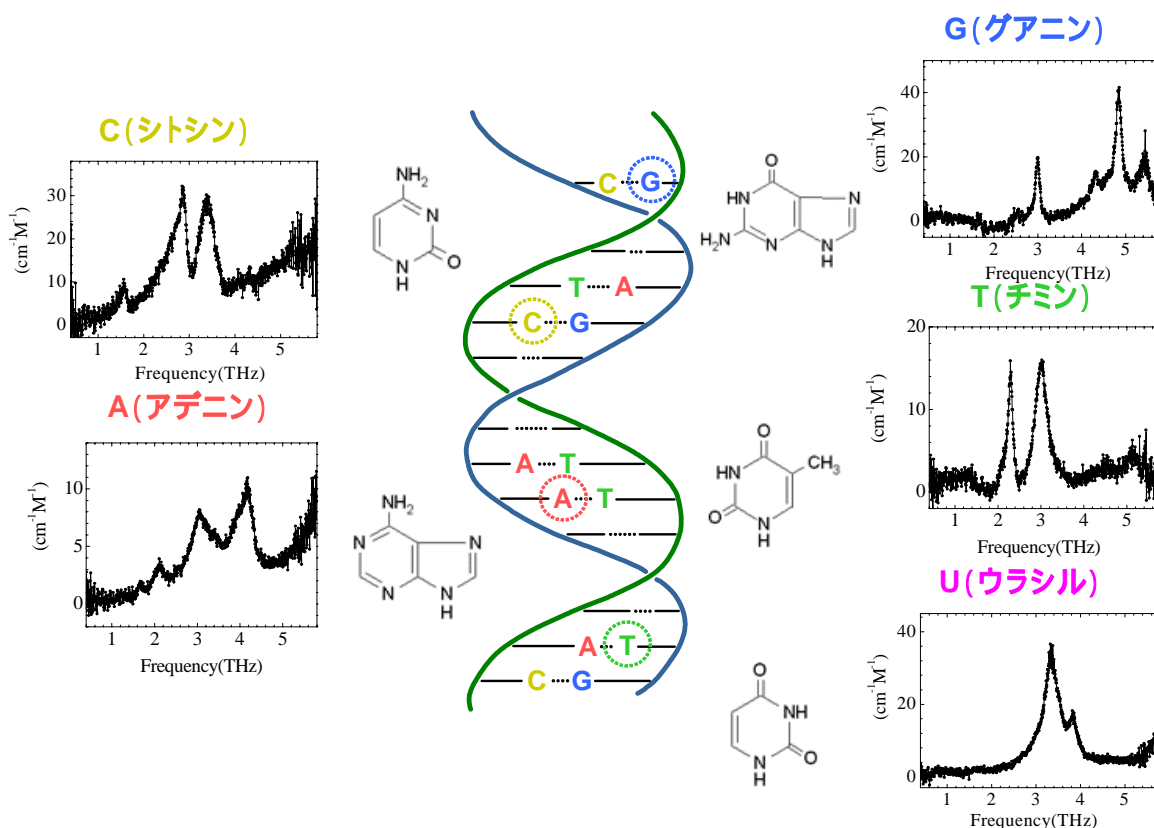 G(グアニン)
40
20
0
(cm-1M-1)
1 2 3 4 5
Frequency(THz)
C(シトシン)
30
20
10
0
(cm-1M-1)
1 2 3 4 5
Frequency(THz)
A(アデニン)
10
5
0
(cm-1M-1)
1 2 3 4 5
Frequency(THz)
NH2
N
N
H
O
O
HN
H2N
N
N
N
H
C G
T A
C G
A T
A T
A T
C G
NH2
N
N
N
N
H
O
HN
O
N
H
CH3
O
NH
N
H
O
T(チミン)
20
10
0
(cm-1M-1)
1 2 3 4 5
Frequency(THz)
U(ウラシル)
40
20
0
(cm-1M-1)
1 2 3 4 5
Frequency(THz)